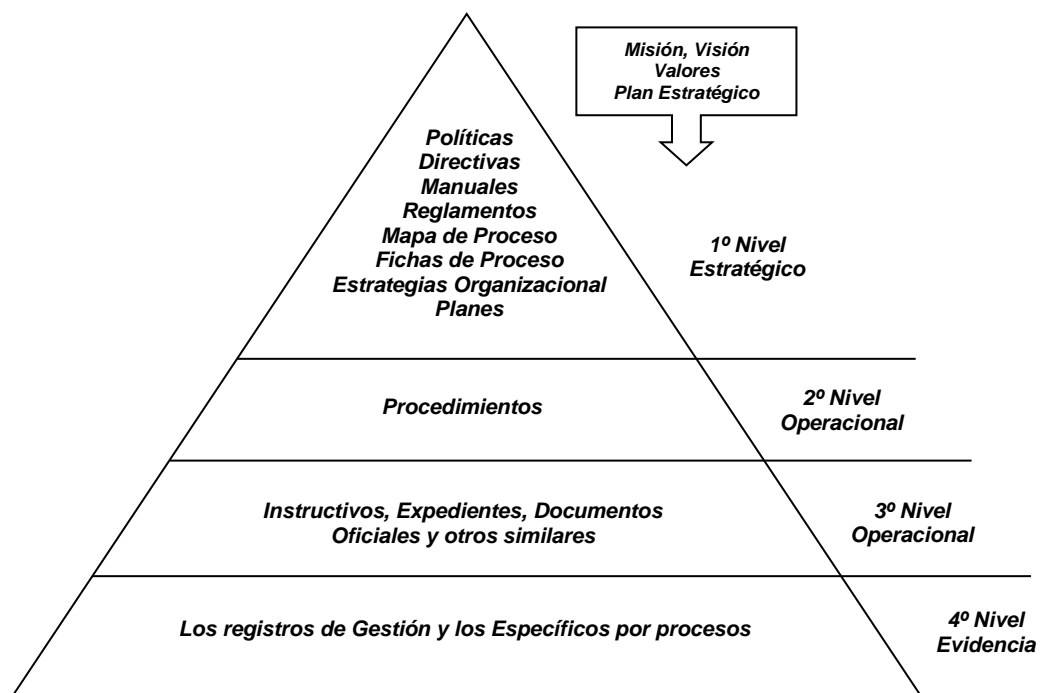 Misión, Visión
Valores
Plan Estratégico
Políticas
Directivas
Manuales
Reglamentos
Mapa de Proceso
Fichas de Proceso
Estrategias Organizacional
Planes
1º Nivel
Estratégico
Procedimientos
2º Nivel
Operacional
Instructivos, Expedientes, Documentos
Oficiales y otros similares
3º Nivel
Operacional
Los registros de Gestión y los Específicos por procesos
4º Nivel
Evidencia